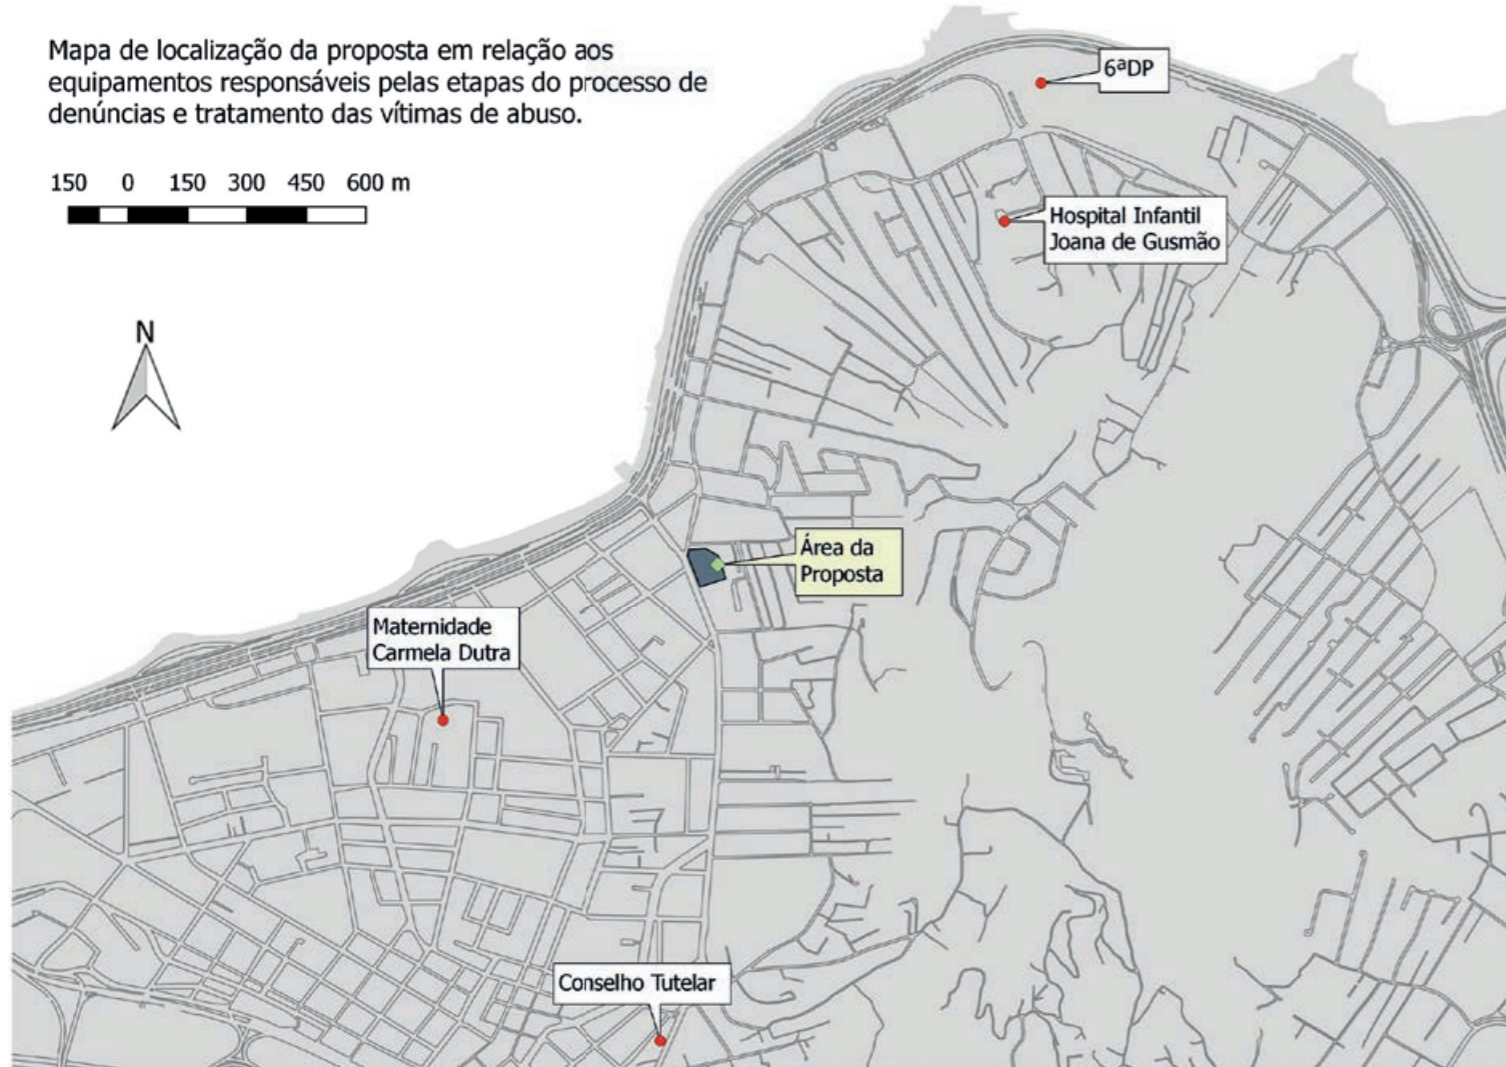 Mapa de localização da proposta em relação aos
equipamentos responsáveis pelas etapas do processo de
denúncias e tratamento das vítimas de abuso.
150 0 150 300 450 600 m
N
6ªDP
Hospital Infantil
Joana de Gusmão
Área da
Proposta
Maternidade
Carmela Dutra
Conselho Tutelar